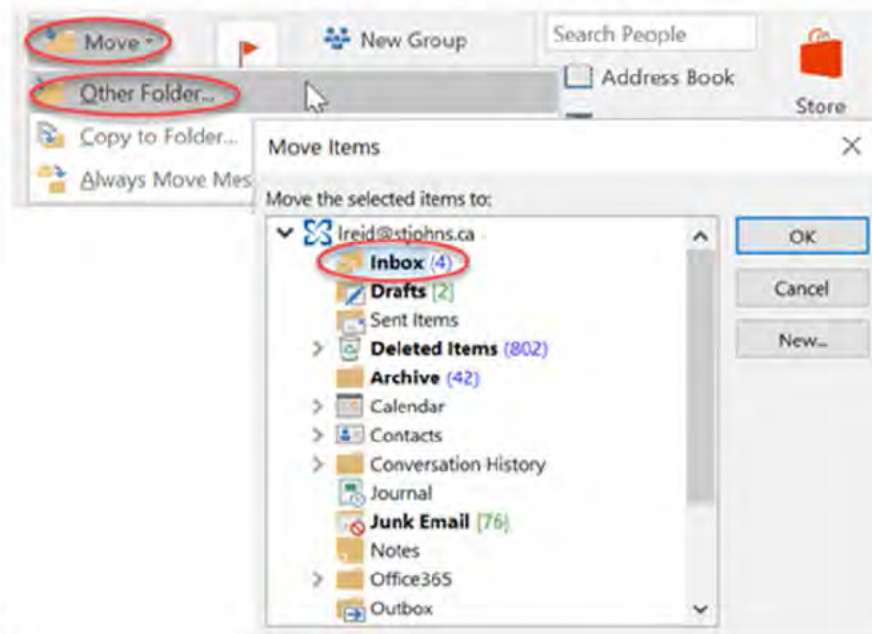 Move
New Group
Search People
Other Folder...
Address Book
Store
Copy to Folder...
Always Move Mes
Move Items
Move the selected items to:
lreid@stjohns.ca
Inbox (4)
Drafts [2]
Sent Items
Deleted Items (802)
Archive (42)
Calendar
Contacts
Conversation History
Journal
Junk Email [76]
Notes
Office365
Outbox
OK
Cancel
New...